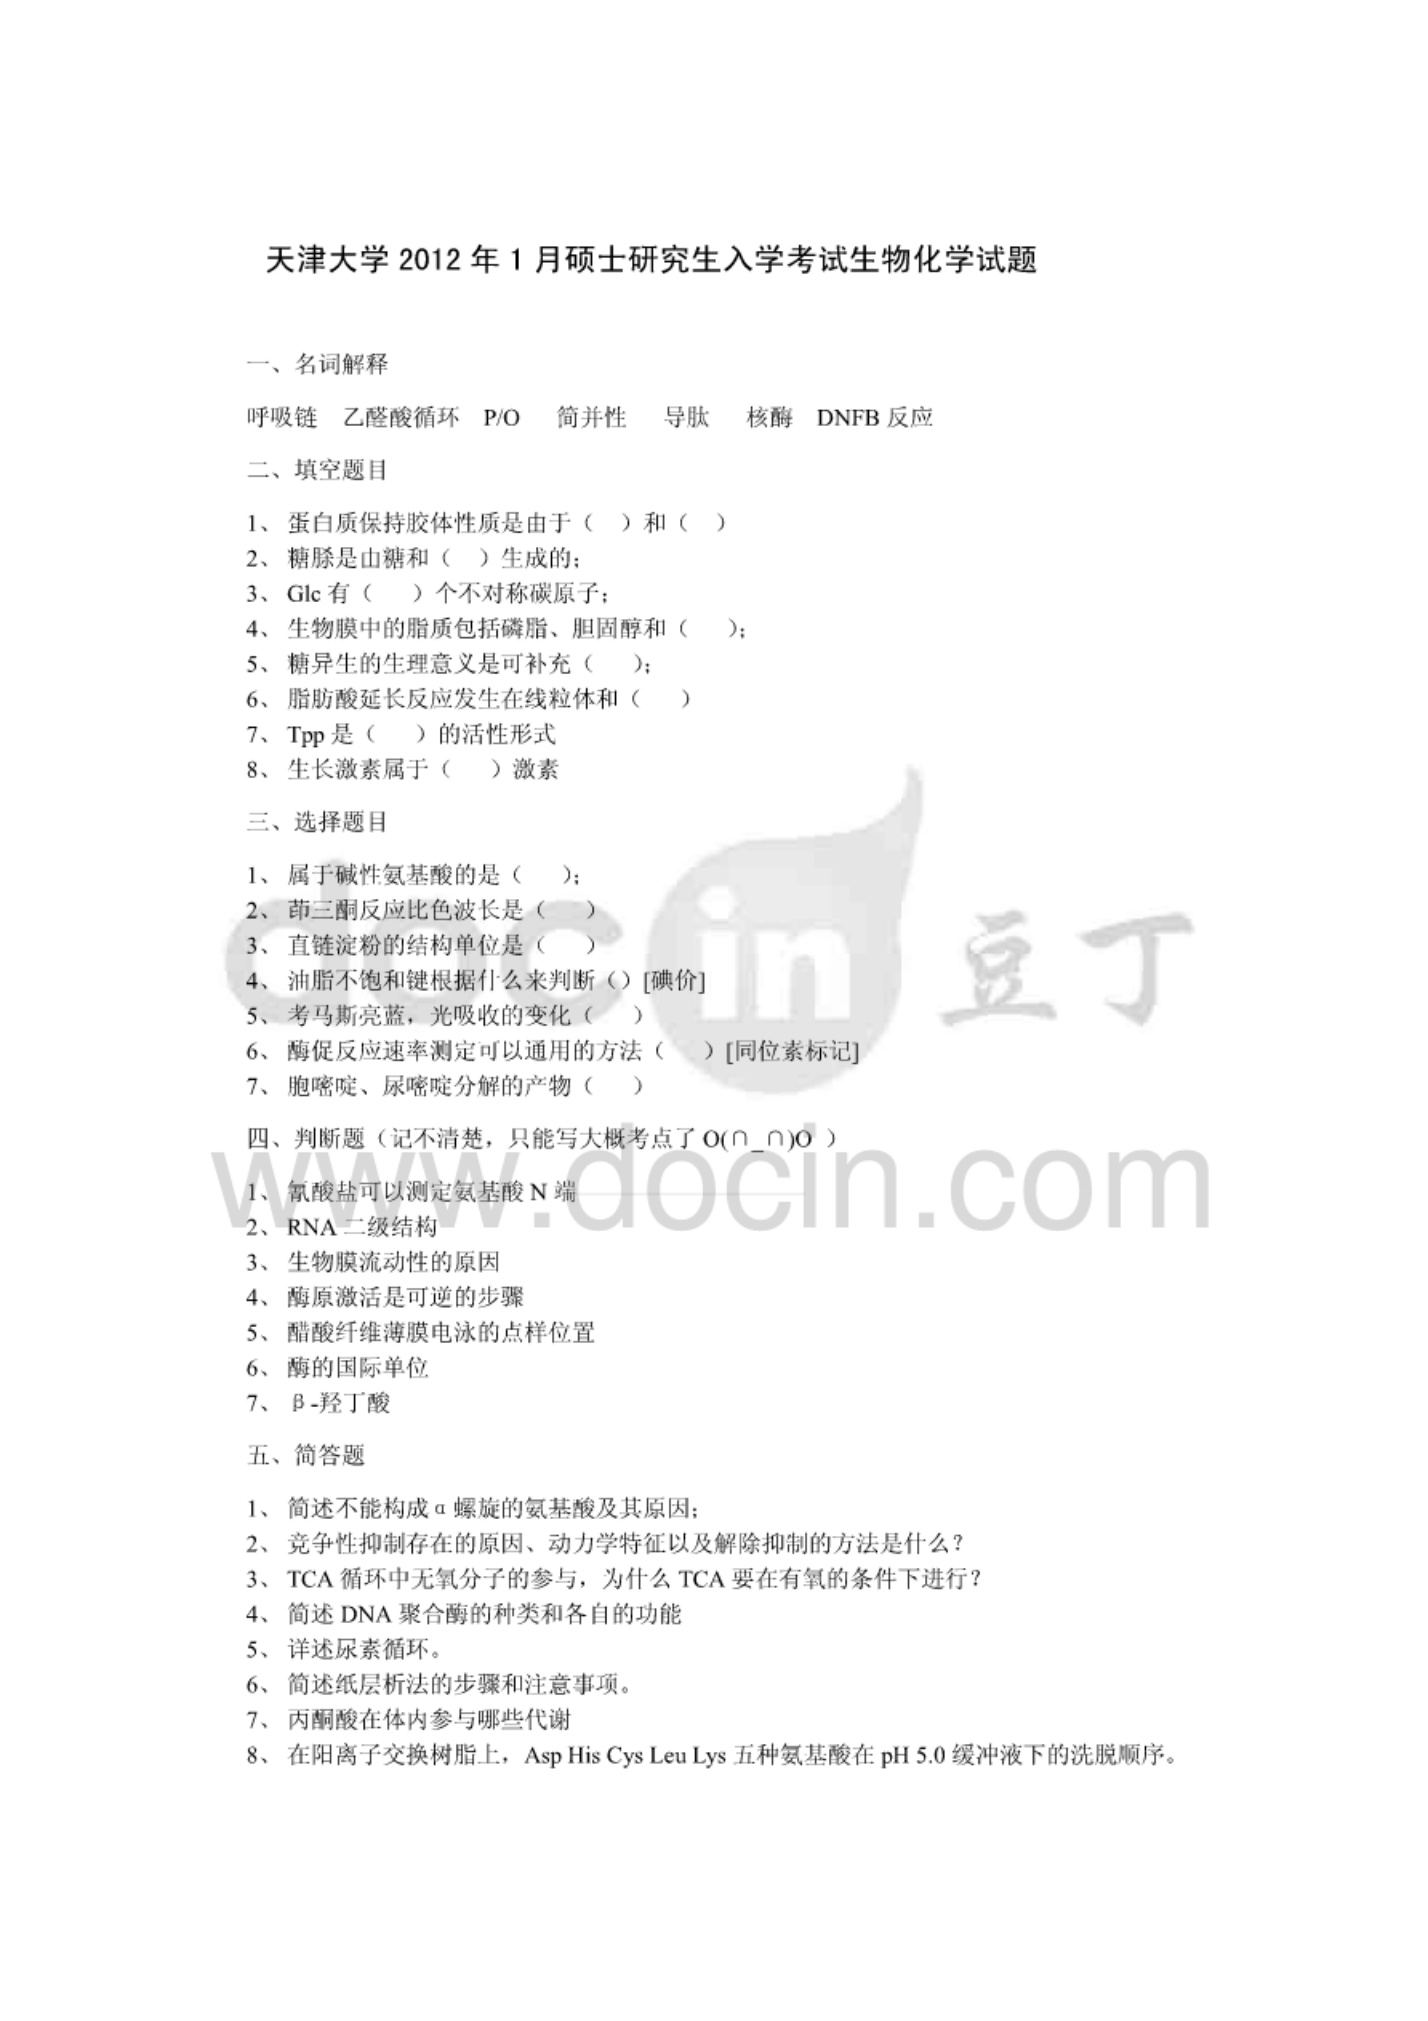 天津大学 2012 年 1 月硕士研究生入学考试生物化学试题
一、名词解释
呼吸链 乙醛酸循环 P/O 简并性 导肽 核酶 DNFB 反应
二、填空题目
1、 蛋白质保持胶体性质是由于（ ）和（ ）
2、 糖脎是由糖和（ ）生成的；
3、 Glc 有（ ）个不对称碳原子；
4、 生物膜中的脂质包括磷脂、胆固醇和（ ）；
5、 糖异生的生理意义是可补充（ ）；
6、 脂肪酸延长反应发生在线粒体和（ ）
7、 Tpp 是（ ）的活性形式
8、 生长激素属于（ ）激素
三、选择题目
1、 属于碱性氨基酸的是（ ）；
2、 茚三酮反应比色波长是（ ）
3、 直链淀粉的结构单位是（ ）
4、 油脂不饱和键根据什么来判断（）[碘价]
5、 考马斯亮蓝，光吸收的变化（ ）
6、 酶促反应速率测定可以通用的方法（ ）[同位素标记]
7、 胞嘧啶、尿嘧啶分解的产物（ ）
四、判断题（记不清楚，只能写大概考点了 O(∩_∩)O ）
1、 氰酸盐可以测定氨基酸 N 端
2、 RNA 二级结构
3、 生物膜流动性的原因
4、 酶原激活是可逆的步骤
5、 醋酸纤维薄膜电泳的点样位置
6、 酶的国际单位
7、 β-羟丁酸
五、简答题
1、 简述不能构成α螺旋的氨基酸及其原因；
2、 竞争性抑制存在的原因、动力学特征以及解除抑制的方法是什么？
3、 TCA 循环中无氧分子的参与，为什么 TCA 要在有氧的条件下进行？
4、 简述 DNA 聚合酶的种类和各自的功能
5、 详述尿素循环。
6、 简述纸层析法的步骤和注意事项。
7、 丙酮酸在体内参与哪些代谢
8、 在阳离子交换树脂上，Asp His Cys Leu Lys 五种氨基酸在 pH 5.0 缓冲液下的洗脱顺序。
docin 豆丁
www.docin.com